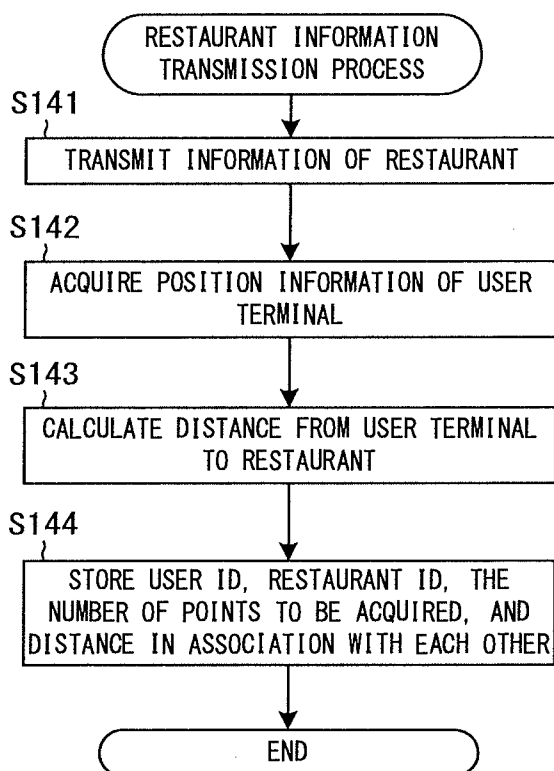 RESTAURANT INFORMATION
TRANSMISSION PROCESS
S141
TRANSMIT INFORMATION OF RESTAURANT
S142
ACQUIRE POSITION INFORMATION OF USER
TERMINAL
S143
CALCULATE DISTANCE FROM USER TERMINAL
TO RESTAURANT
S144
STORE USER ID, RESTAURANT ID, THE
NUMBER OF POINTS TO BE ACQUIRED, AND
DISTANCE IN ASSOCIATION WITH EACH OTHER
END